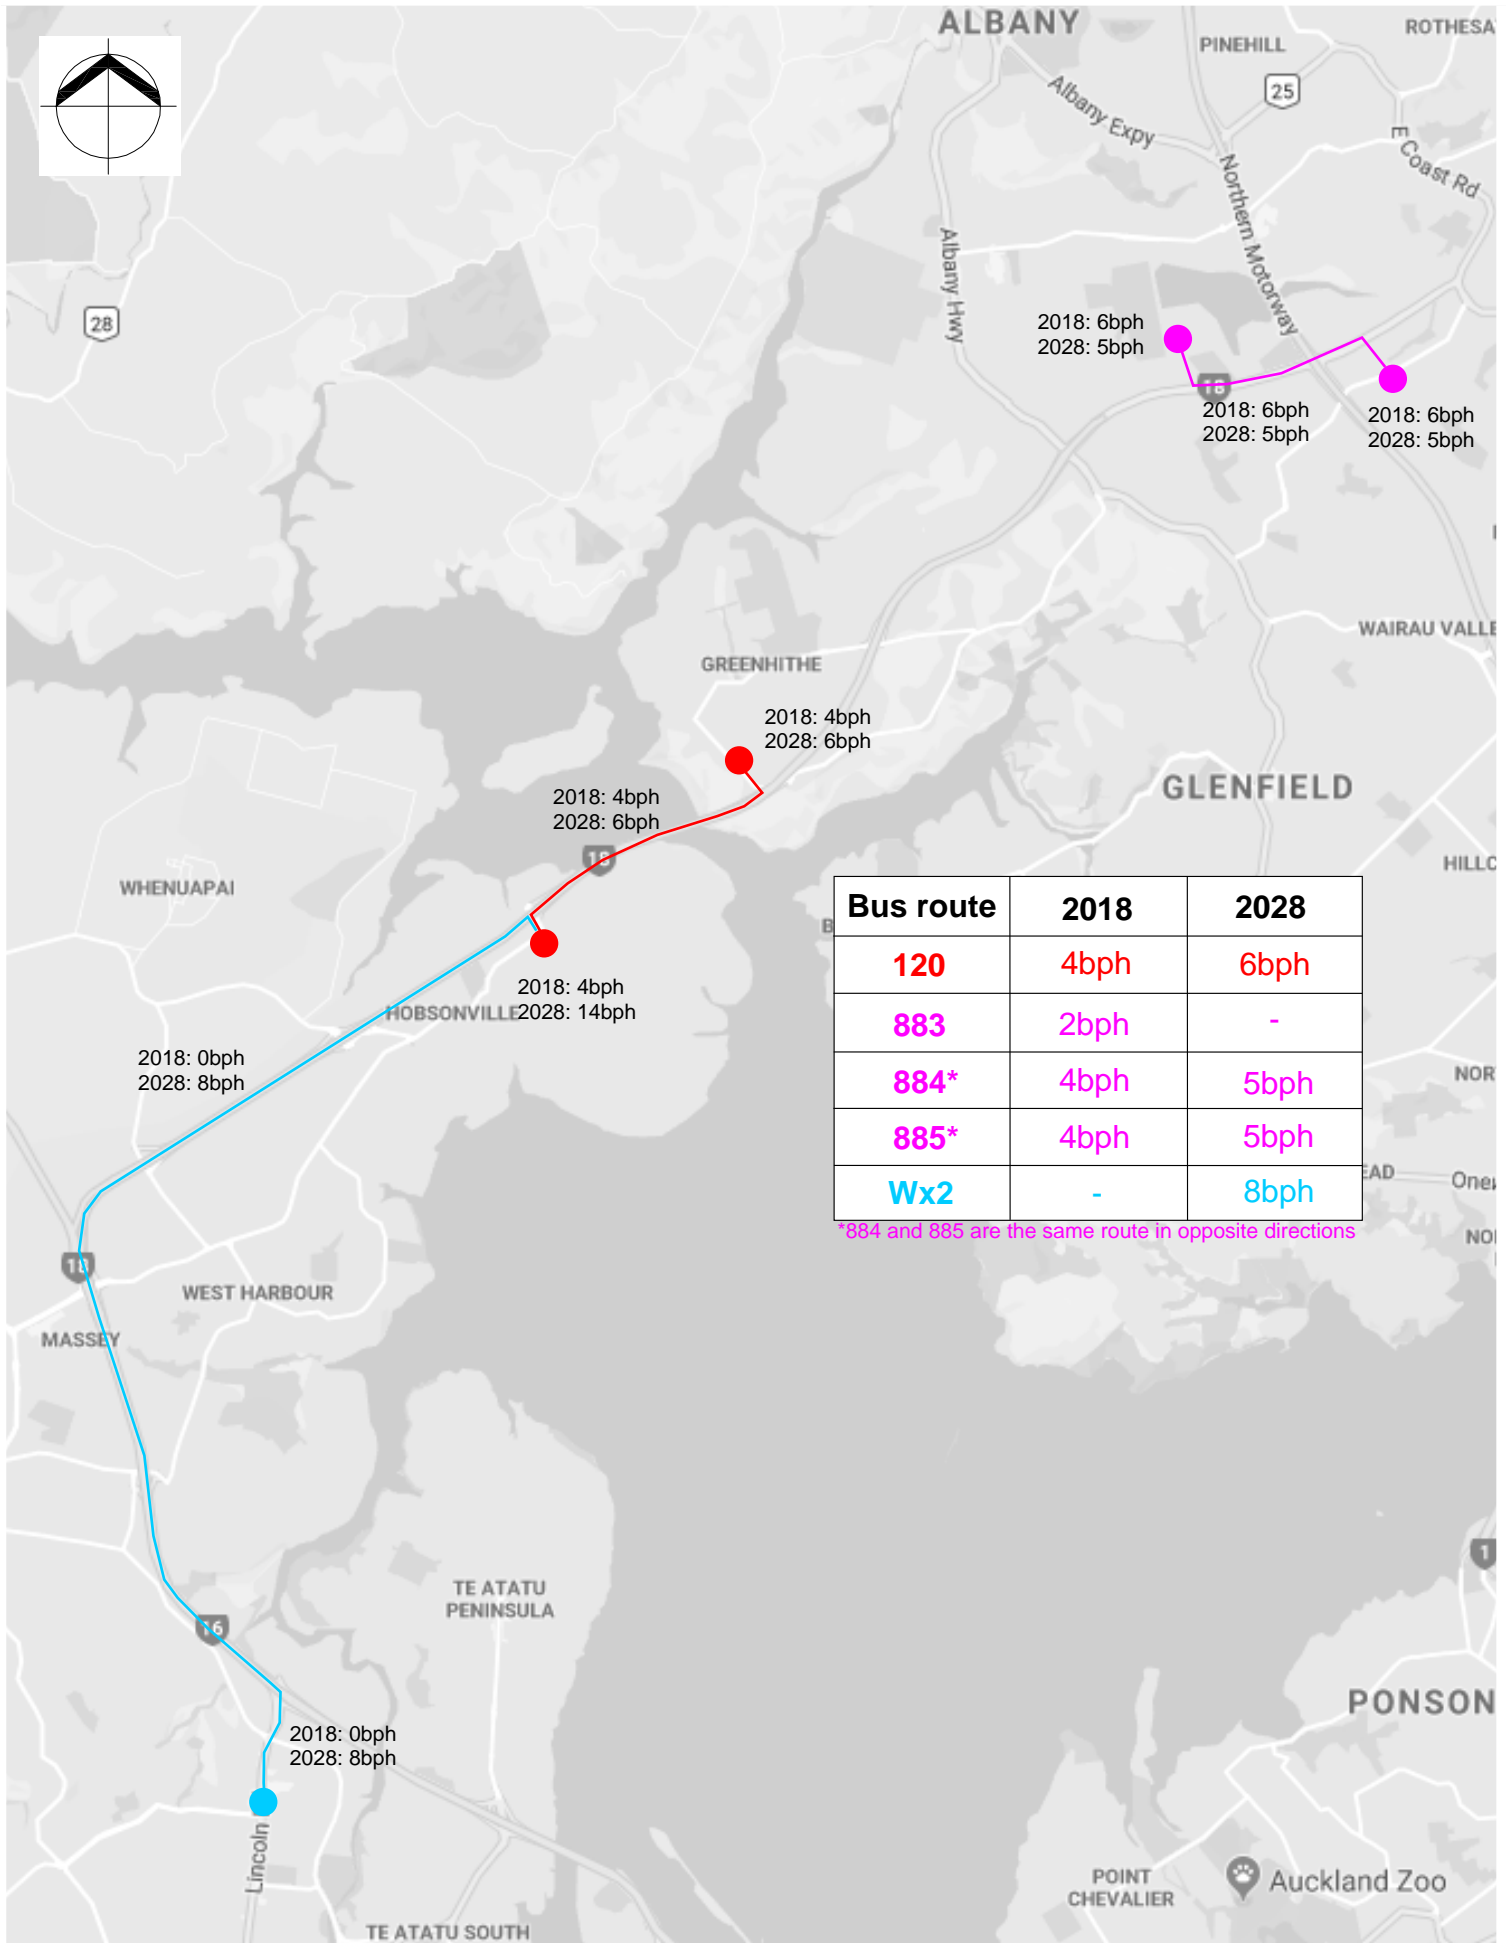 ALBANY
ROTHESA
PINEHILL
25
Albany Expy
E Coast Rd
Northern Motorway
Albany Hwy
28
2018: 6bph
2028: 5bph
18
2018: 6bph
2028: 5bph
2018: 6bph
2028: 5bph
WAIRAU VALLE
GREENHITHE
2018: 4bph
2028: 6bph
GLENFIELD
2018: 4bph
2028: 6bph
18
HILLC
WHENUAPAI
Bus route 2018 2028
120 4bph 6bph
883 2bph -
884* 4bph 5bph
885* 4bph 5bph
Wx2 - 8bph
*884 and 885 are the same route in opposite directions
2018: 4bph
HOBSONVILLE 2028: 14bph
2018: 0bph
2028: 8bph
NOR
EAD
One
NO
18
WEST HARBOUR
MASSEY
1
TE ATATU
PENINSULA
16
PONSON
2018: 0bph
2028: 8bph
Lincoln
POINT
CHEVALIER
Auckland Zoo
TE ATATU SOUTH